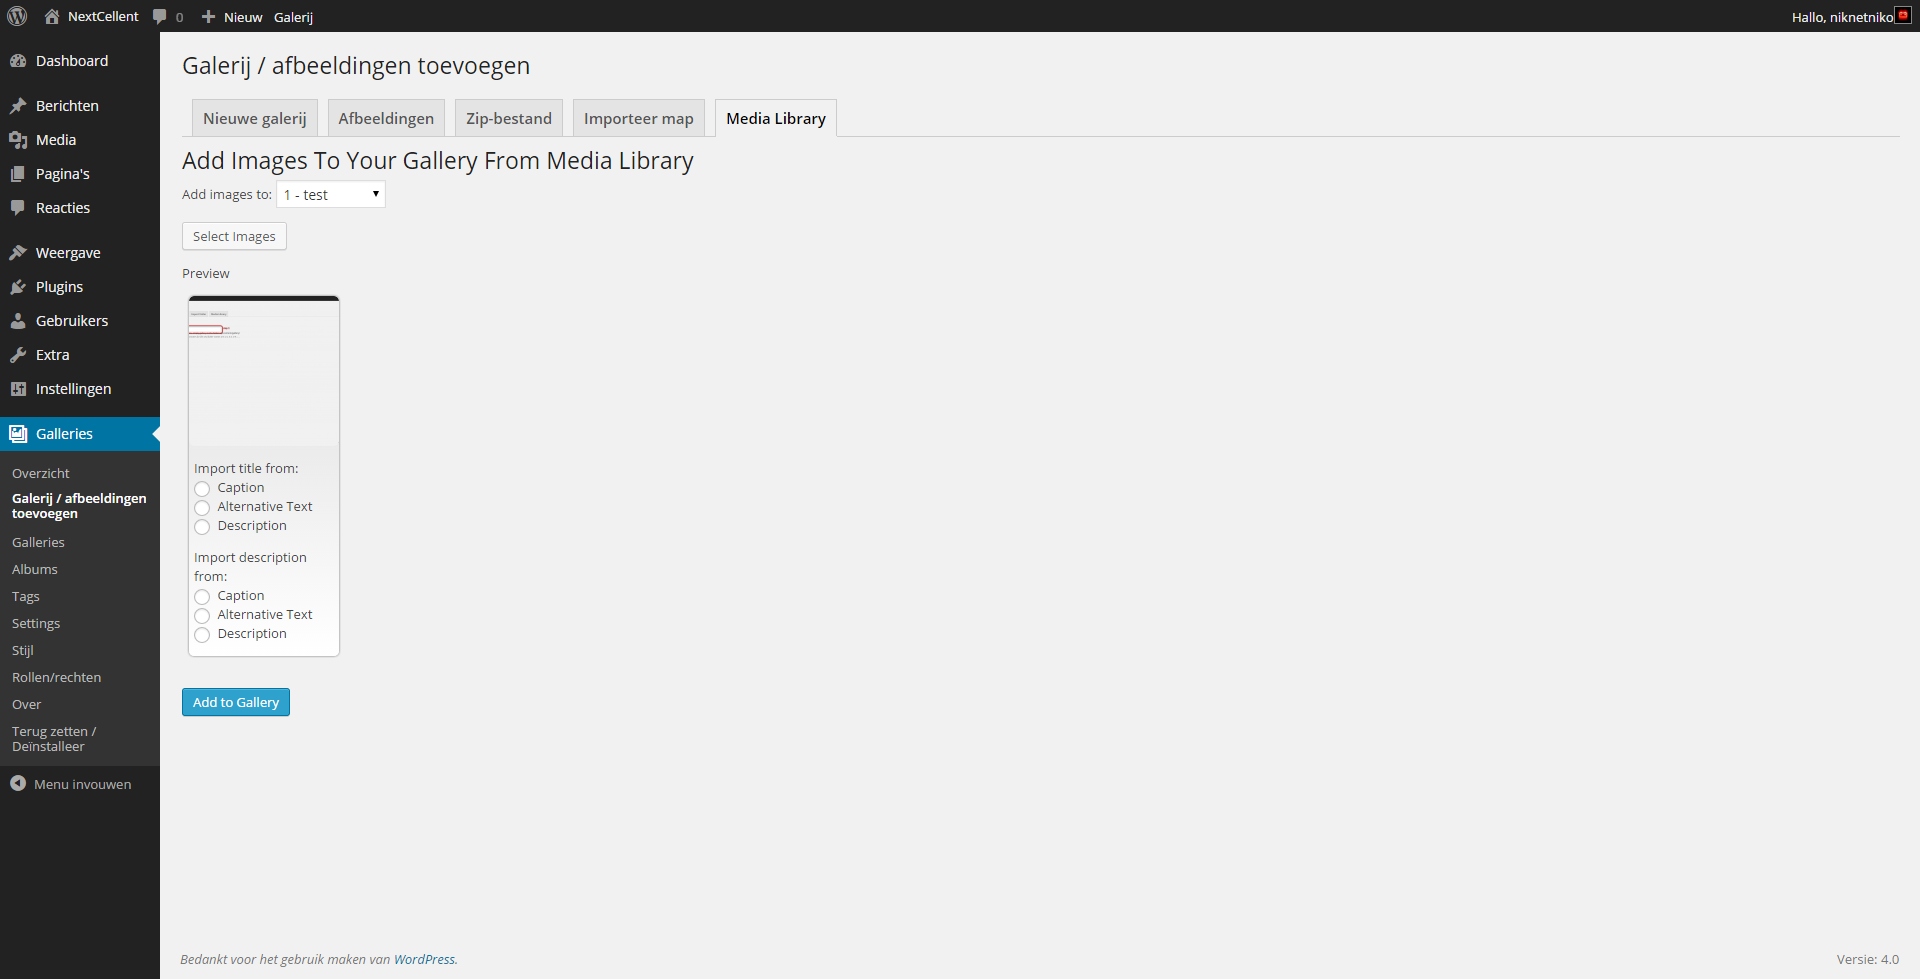 NextCellent 0 Nieuw Galerij Hallo, niknetniko
Dashboard
Berichten
Media
Pagina's
Reacties
Weergave
Plugins
Gebruikers
Extra
Instellingen
Galleries
Overzicht
Galerij / afbeeldingen
toevoegen
Galleries
Albums
Tags
Settings
Stijl
Rollen/rechten
Over
Terug zetten /
Deïnstalleer
Menu invouwen
Galerij / afbeeldingen toevoegen
Nieuwe galerij Afbeeldingen Zip-bestand Importeer map Media Library
Add Images To Your Gallery From Media Library
Add images to: 1 - test
Select Images
Preview
Import title from:
Caption
Alternative Text
Description
Import description
from:
Caption
Alternative Text
Description
Add to Gallery
Bedankt voor het gebruik maken van WordPress. Versie: 4.0